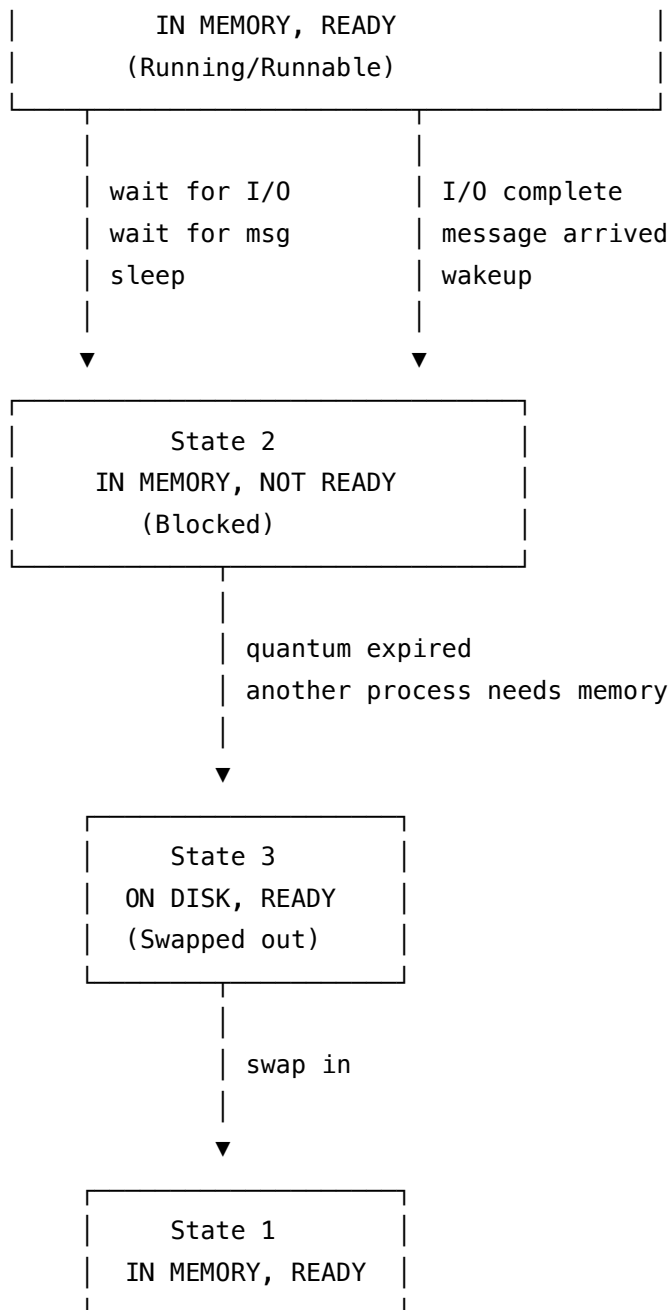 IN MEMORY, READY
(Running/Runnable)
wait for I/O I/O complete
wait for msg message arrived
sleep wakeup
State 2
IN MEMORY, NOT READY
(Blocked)
quantum expired
another process needs memory
State 3
ON DISK, READY
(Swapped out)
swap in
State 1
IN MEMORY, READY